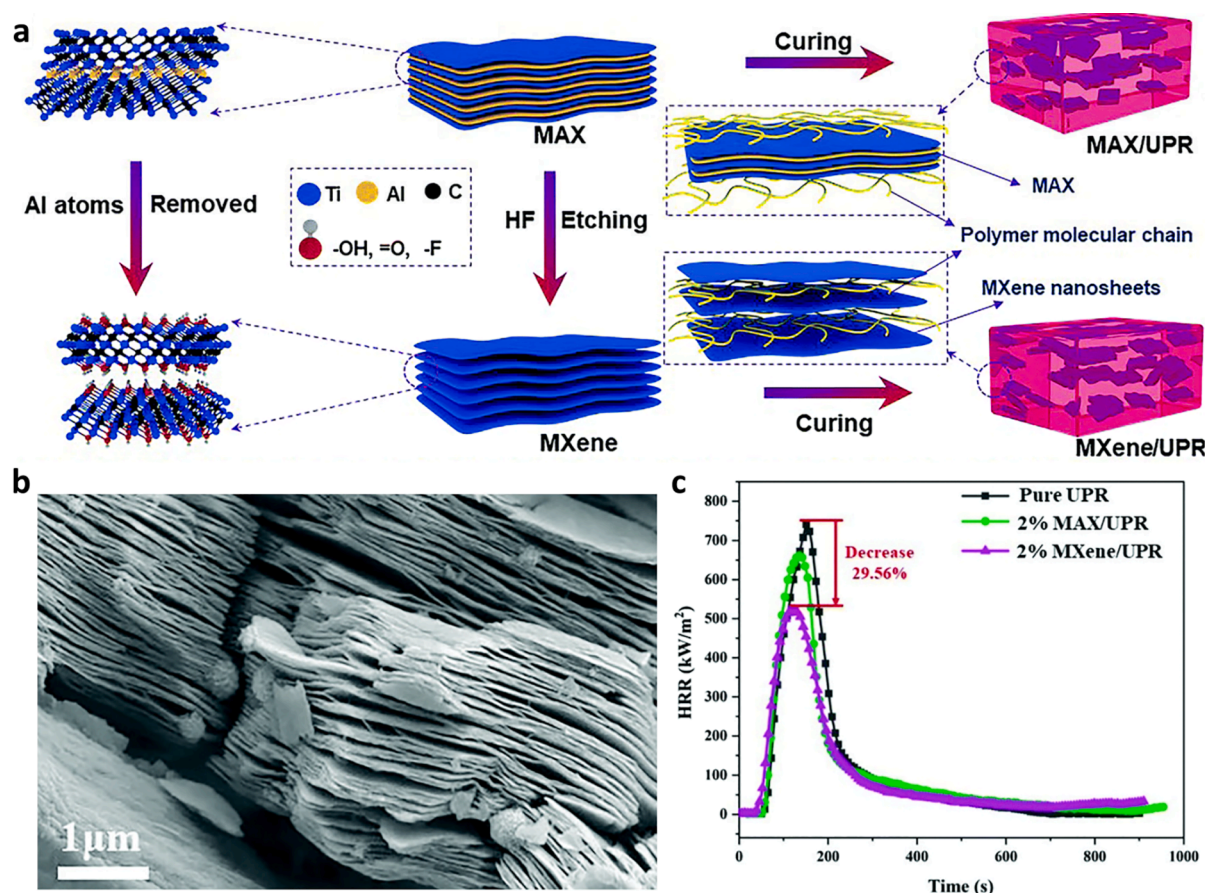 a
Curing
MAX
MAX/UPR
Ti Al C
-OH, =O, -F
Al atoms Removed
HF Etching
MAX
Polymer molecular chain
MXene nanosheets
MXene
Curing
MXene/UPR
b
1μm
c
800
700
600
500
400
300
200
100
0
HRR (kW/m²)
Pure UPR
2% MAX/UPR
2% MXene/UPR
Decrease
29.56%
0 200 400 600 800 1000
Time (s)